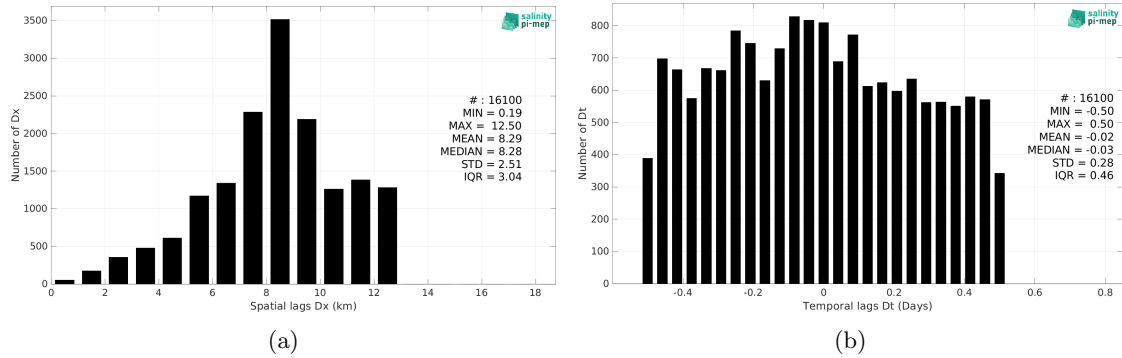 3500
3000
2500
2000
1500
1000
500
0
Number of Dx
0 2 4 6 8 10 12 14 16 18
Spatial lags Dx (km)
salinity
pi-mep
# : 16100
MIN = 0.19
MAX = 12.50
MEAN = 8.29
MEDIAN = 8.28
STD = 2.51
IQR = 3.04
(a)
800
700
600
500
400
300
200
100
0
Number of Dt
-0.4 -0.2 0 0.2 0.4 0.6 0.8
Temporal lags Dt (Days)
salinity
pi-mep
# : 16100
MIN = -0.50
MAX = 0.50
MEAN = -0.02
MEDIAN = -0.03
STD = 0.28
IQR = 0.46
(b)